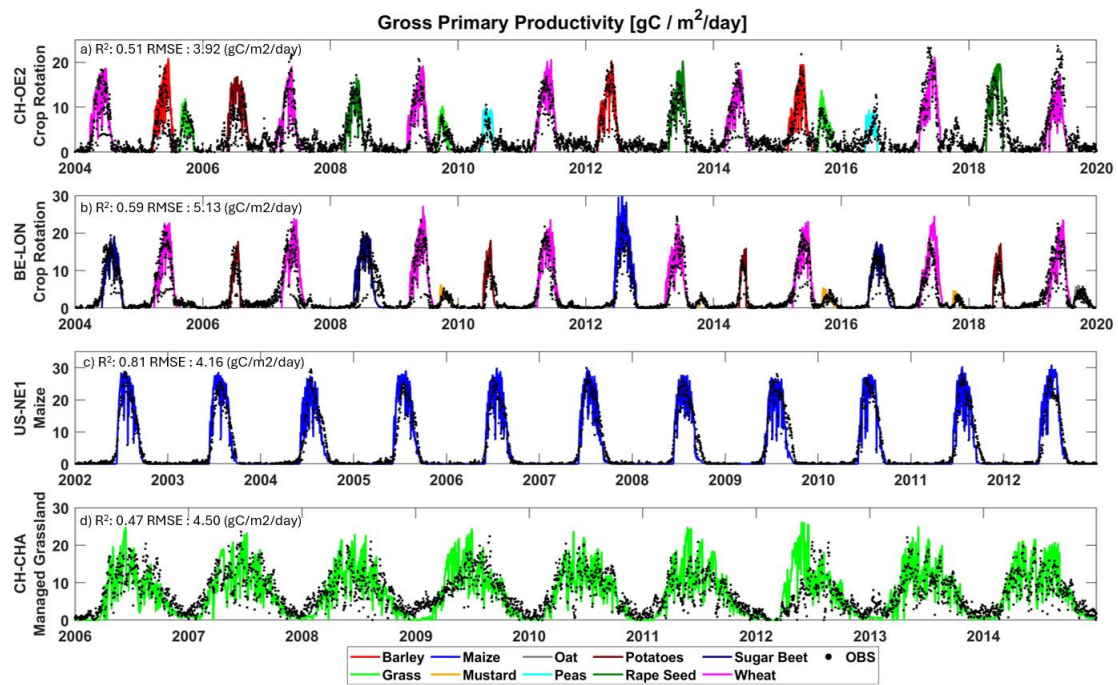 Gross Primary Productivity [gC / m²/day]
CH-OE2
Crop Rotation
a) R²: 0.51 RMSE : 3.92 (gC/m2/day)
20
10
0
2004 2006 2008 2010 2012 2014 2016 2018 2020
BE-LON
Crop Rotation
b) R²: 0.59 RMSE : 5.13 (gC/m2/day)
30
20
10
0
2004 2006 2008 2010 2012 2014 2016 2018 2020
US-NE1
Maize
c) R²: 0.81 RMSE : 4.16 (gC/m2/day)
30
20
10
0
2002 2003 2004 2005 2006 2007 2008 2009 2010 2011 2012
CH-CHA
Managed Grassland
d) R²: 0.47 RMSE : 4.50 (gC/m2/day)
30
20
10
0
2006 2007 2008 2009 2010 2011 2012 2013 2014
Barley Maize Oat Potatoes Sugar Beet OBS
Grass Mustard Peas Rape Seed Wheat